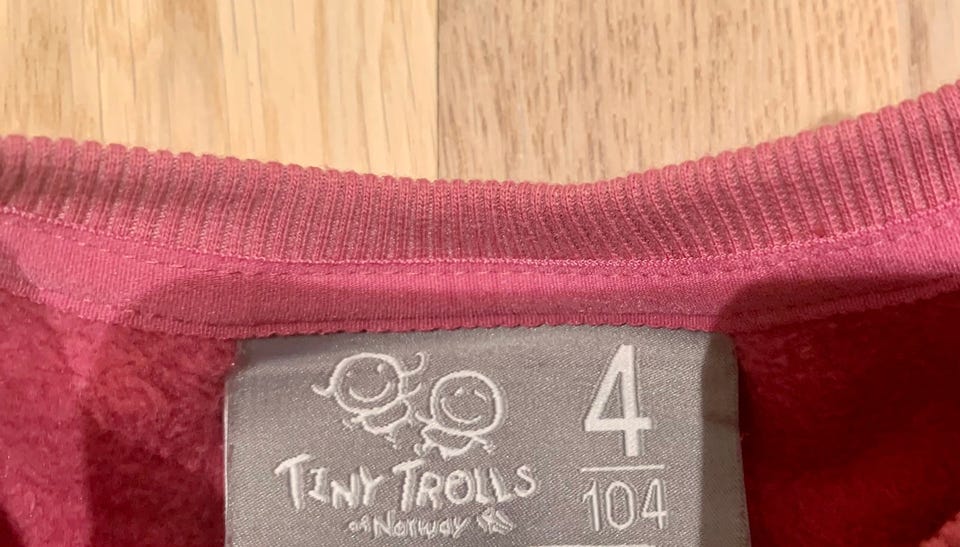 4
104
TINY TROLLS
of Norway